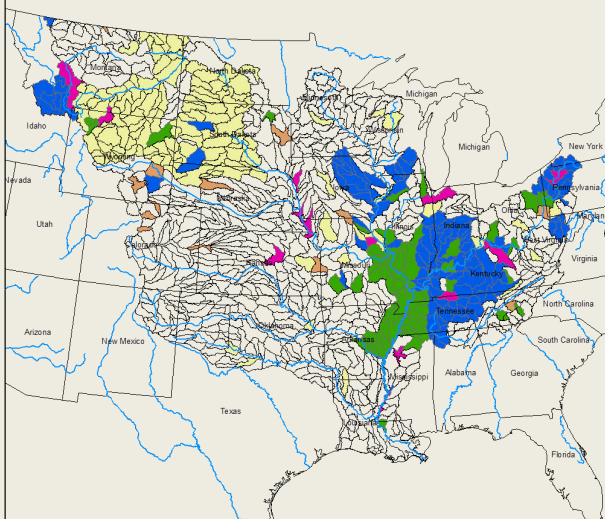 Montana
North Dakota
Minnesota
Michigan
Idaho
South Dakota
Wisconsin
Michigan
New York
Wyoming
Nevada
Nebraska
Iowa
Pennsylvania
Ohio
Maryland
Utah
Illinois
Indiana
West Virginia
Colorado
Kansas
Missouri
Kentucky
Virginia
Arizona
New Mexico
Oklahoma
Arkansas
Tennessee
North Carolina
South Carolina
Texas
Mississippi
Alabama
Georgia
Louisiana
Florida